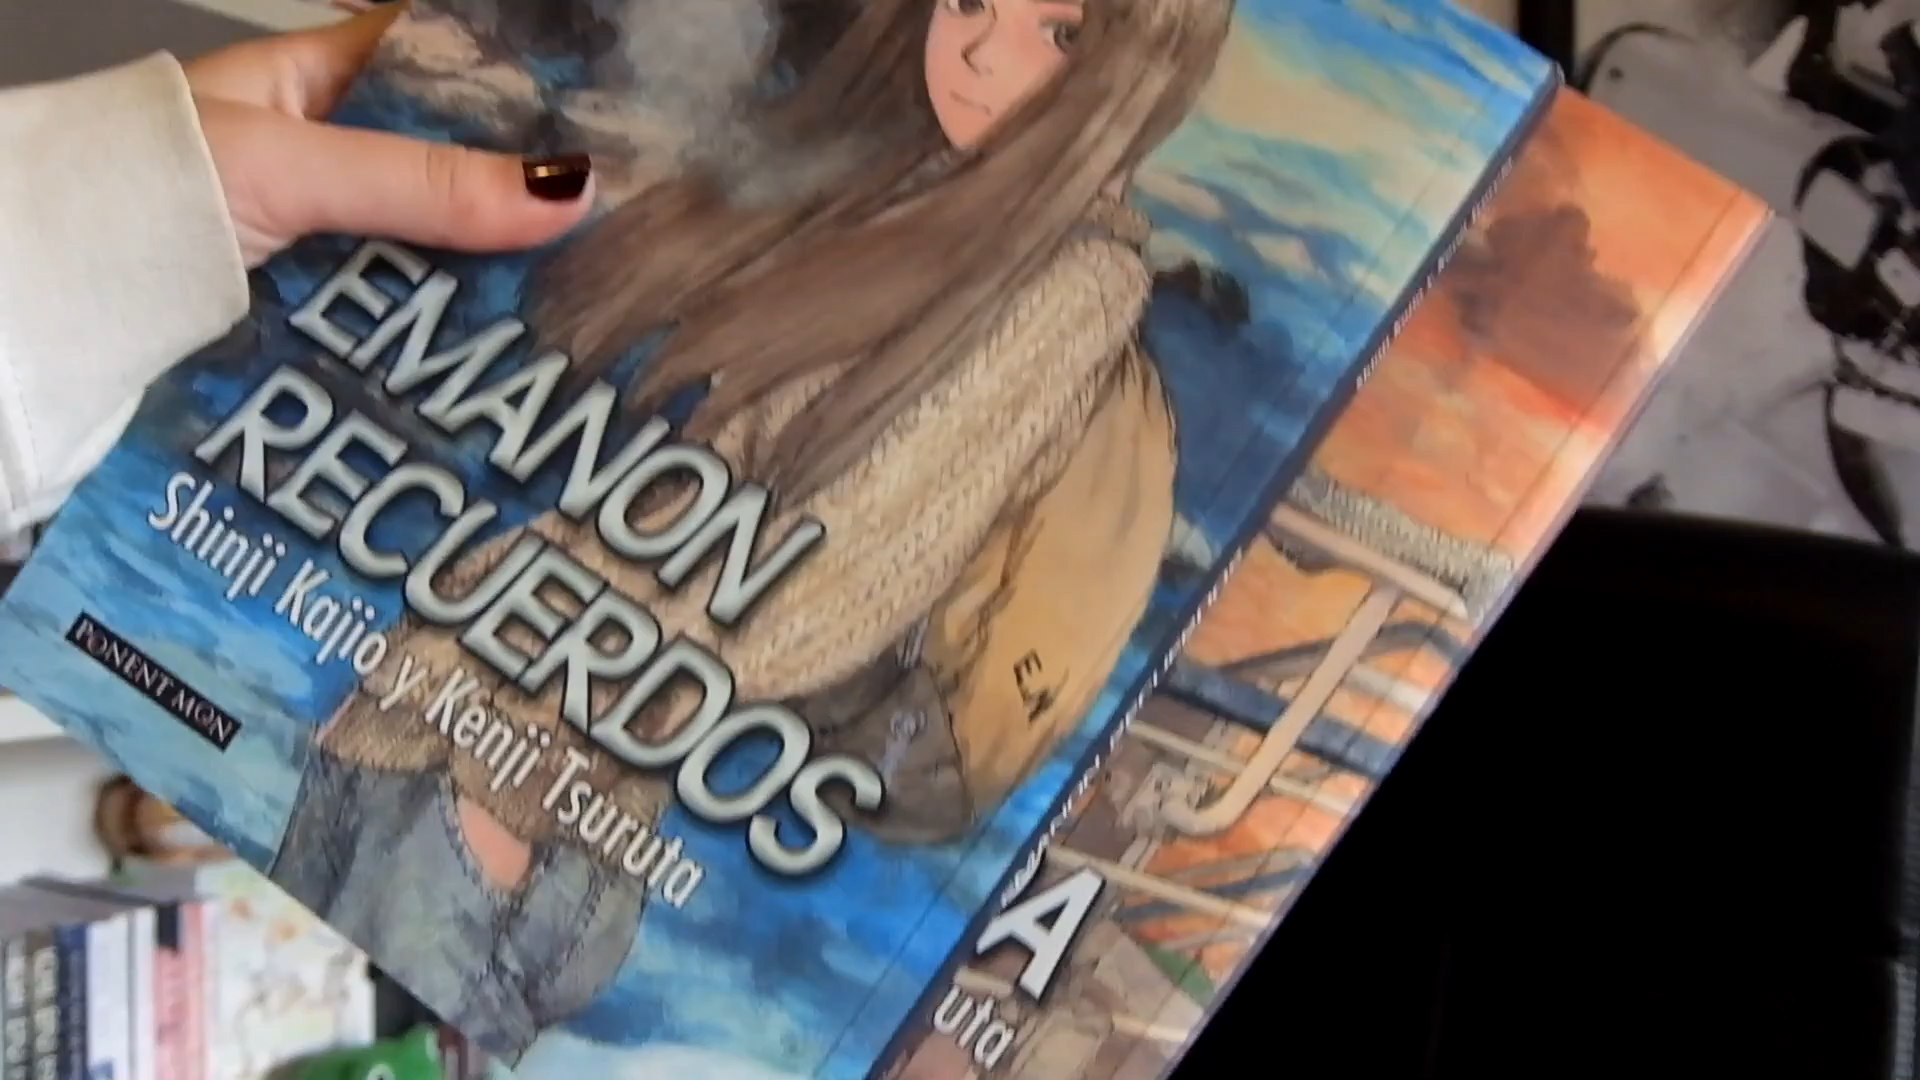 EMANON
RECUERDOS
Shinji Kajio y Kenji Tsuruta
PONENT MON
E.N
A
uta